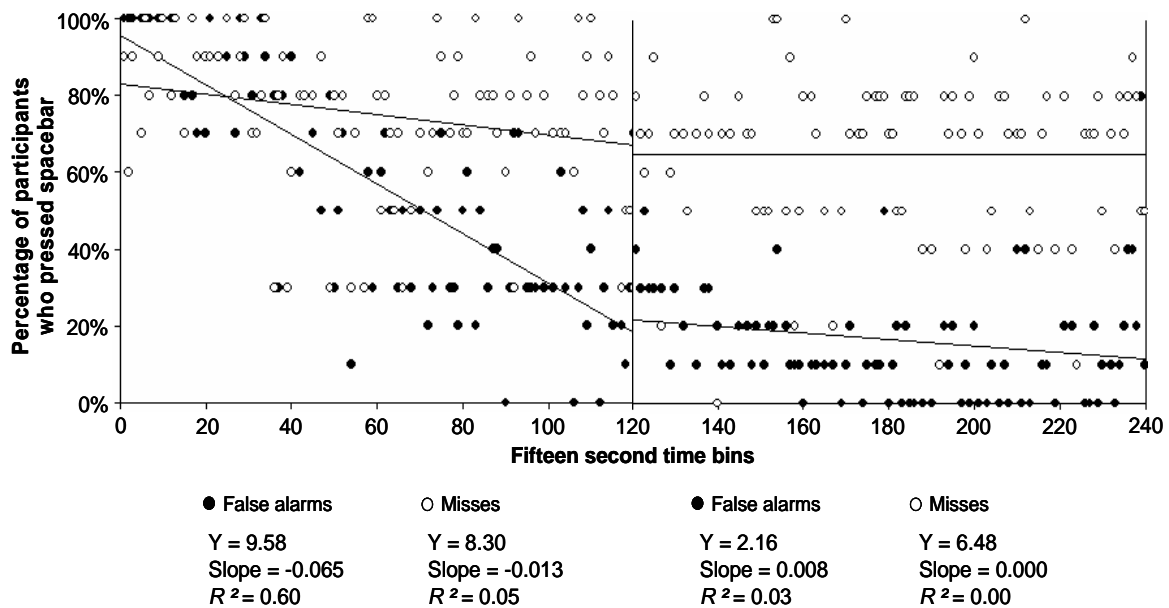 100%
80%
60%
40%
20%
0%
Percentage of participants
who pressed spacebar
0 20 40 60 80 100 120 140 160 180 200 220 240
Fifteen second time bins
False alarms Misses False alarms Misses
Y = 9.58 Y = 8.30 Y = 2.16 Y = 6.48
Slope = -0.065 Slope = -0.013 Slope = 0.008 Slope = 0.000
R² = 0.60 R² = 0.05 R² = 0.03 R² = 0.00